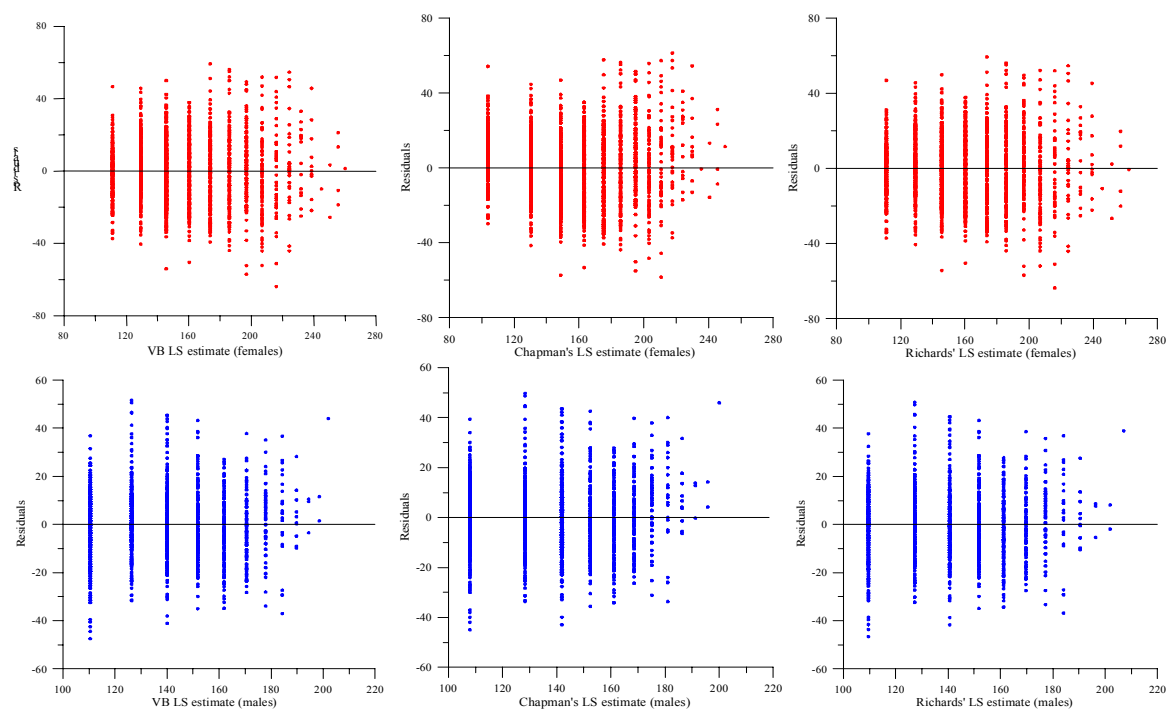 80
40
0
-40
-80
80 120 160 200 240 280
VB LS estimate (females)
80
40
0
-40
-80
Residuals
80 120 160 200 240 280
Chapman's LS estimate (females)
80
40
0
-40
-80
Residuals
80 120 160 200 240 280
Richards' LS estimate (females)
60
40
20
0
-20
-40
-60
Residuals
100 120 140 160 180 200 220
VB LS estimate (males)
60
40
20
0
-20
-40
-60
Residuals
100 120 140 160 180 200 220
Chapman's LS estimate (males)
60
40
20
0
-20
-40
-60
Residuals
100 120 140 160 180 200 220
Richards' LS estimate (males)